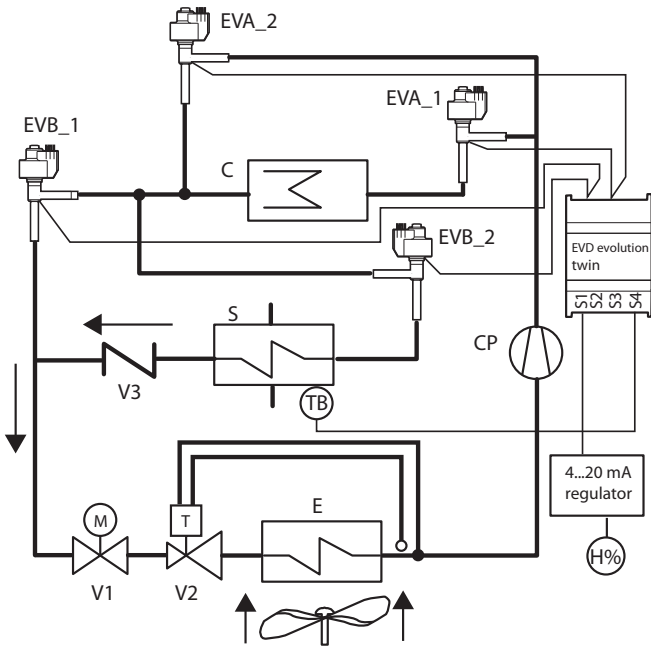 EVA_2
EVA_1
EVB_1
C
EVB_2
EVD evolution
twin
S1
S2
S3
S4
S
CP
V3
TB
4...20 mA
regulator
E
M
T
H%
V1
V2